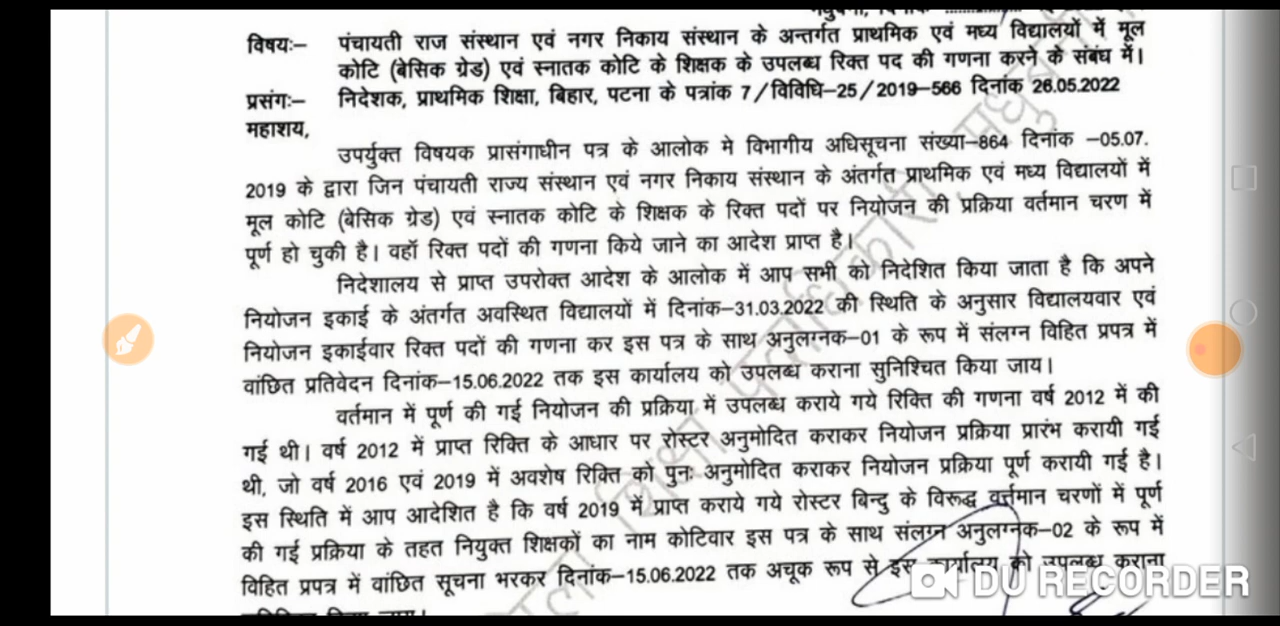 मधुबनी, दिनांक
विषयः– पंचायती राज संस्थान एवं नगर निकाय संस्थान के अन्तर्गत प्राथमिक एवं मध्य विद्यालयों में मूल
कोटि (बेसिक ग्रेड) एवं स्नातक कोटि के शिक्षक के उपलब्ध रिक्त पद की गणना करने के संबंध में।
प्रसंगः– निदेशक, प्राथमिक शिक्षा, बिहार, पटना के पत्रांक 7/विविधि–25/2019–566 दिनांक 26.05.2022
महाशय,
उपर्युक्त विषयक प्रासंगाधीन पत्र के आलोक मे विभागीय अधिसूचना संख्या–864 दिनांक –05.07.
2019 के द्वारा जिन पंचायती राज्य संस्थान एवं नगर निकाय संस्थान के अंतर्गत प्राथमिक एवं मध्य विद्यालयों में
मूल कोटि (बेसिक ग्रेड) एवं स्नातक कोटि के शिक्षक के रिक्त पदों पर नियोजन की प्रक्रिया वर्तमान चरण में
पूर्ण हो चुकी है। वहॉ रिक्त पदों की गणना किये जाने का आदेश प्राप्त है।
निदेशालय से प्राप्त उपरोक्त आदेश के आलोक में आप सभी को निदेशित किया जाता है कि अपने
नियोजन इकाई के अंतर्गत अवस्थित विद्यालयों में दिनांक–31.03.2022 की स्थिति के अनुसार विद्यालयवार एवं
नियोजन इकाईवार रिक्त पदों की गणना कर इस पत्र के साथ अनुलग्नक–01 के रूप में संलग्न विहित प्रपत्र में
वांछित प्रतिवेदन दिनांक–15.06.2022 तक इस कार्यालय को उपलब्ध कराना सुनिश्चित किया जाय।
वर्तमान में पूर्ण की गई नियोजन की प्रक्रिया में उपलब्ध कराये गये रिक्ति की गणना वर्ष 2012 में की
गई थी। वर्ष 2012 में प्राप्त रिक्ति के आधार पर रोस्टर अनुमोदित कराकर नियोजन प्रक्रिया प्रारंभ करायी गई
थी, जो वर्ष 2016 एवं 2019 में अवशेष रिक्ति को पुनः अनुमोदित कराकर नियोजन प्रक्रिया पूर्ण करायी गई है।
इस स्थिति में आप आदेशित है कि वर्ष 2019 में प्राप्त कराये गये रोस्टर बिन्दु के विरूद्ध वर्त्तमान चरणों में पूर्ण
की गई प्रक्रिया के तहत नियुक्त शिक्षकों का नाम कोटिवार इस पत्र के साथ संलग्न अनुलग्नक–02 के रूप में
विहित प्रपत्र में वांछित सूचना भरकर दिनांक–15.06.2022 तक अचूक रूप से इस कार्यालय को उपलब्ध कराना
DU RECORDER